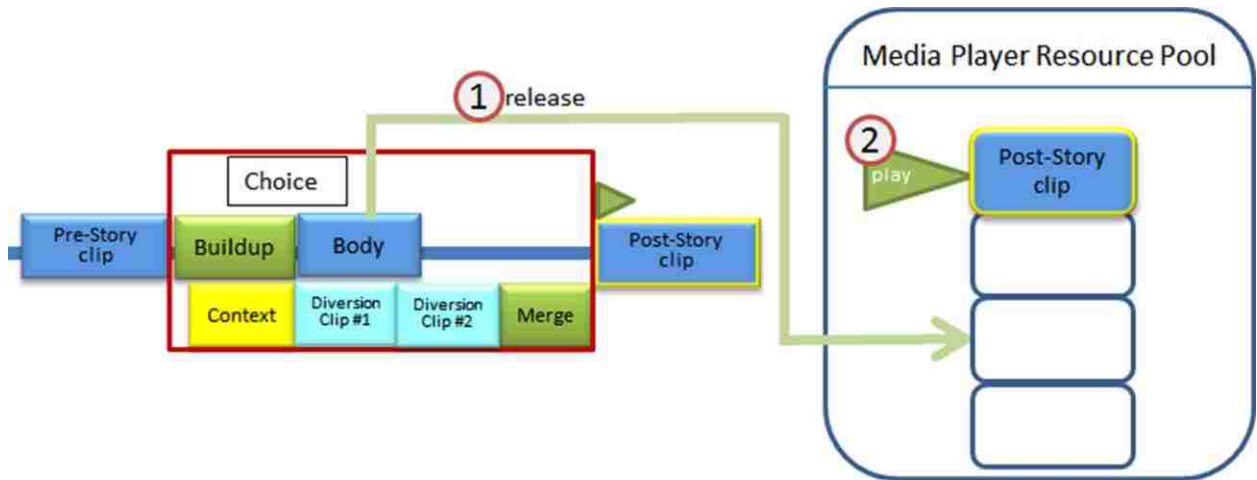 Media Player Resource Pool
1 release
2
play
Post-Story
clip
Choice
Pre-Story
clip
Buildup
Body
Post-Story
clip
Context
Diversion
Clip #1
Diversion
Clip #2
Merge